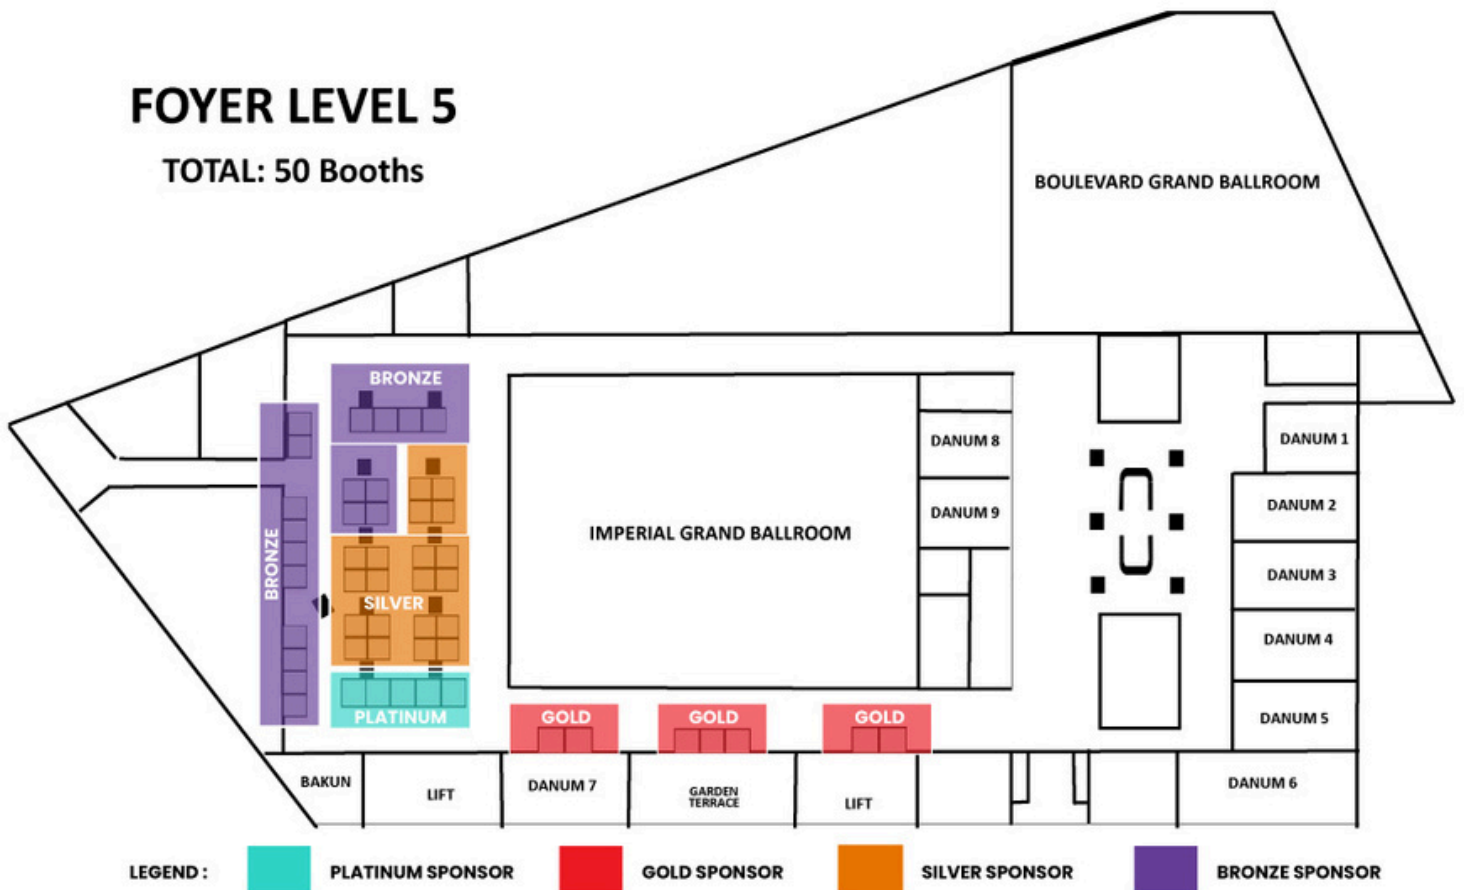 FOYER LEVEL 5
TOTAL: 50 Booths
BOULEVARD GRAND BALLROOM
BRONZE
BRONZE
SILVER
PLATINUM
IMPERIAL GRAND BALLROOM
DANUM 8
DANUM 9
DANUM 1
DANUM 2
DANUM 3
DANUM 4
DANUM 5
GOLD
GOLD
GOLD
BAKUN
LIFT
DANUM 7
GARDEN
TERRACE
LIFT
DANUM 6
LEGEND :
PLATINUM SPONSOR
GOLD SPONSOR
SILVER SPONSOR
BRONZE SPONSOR